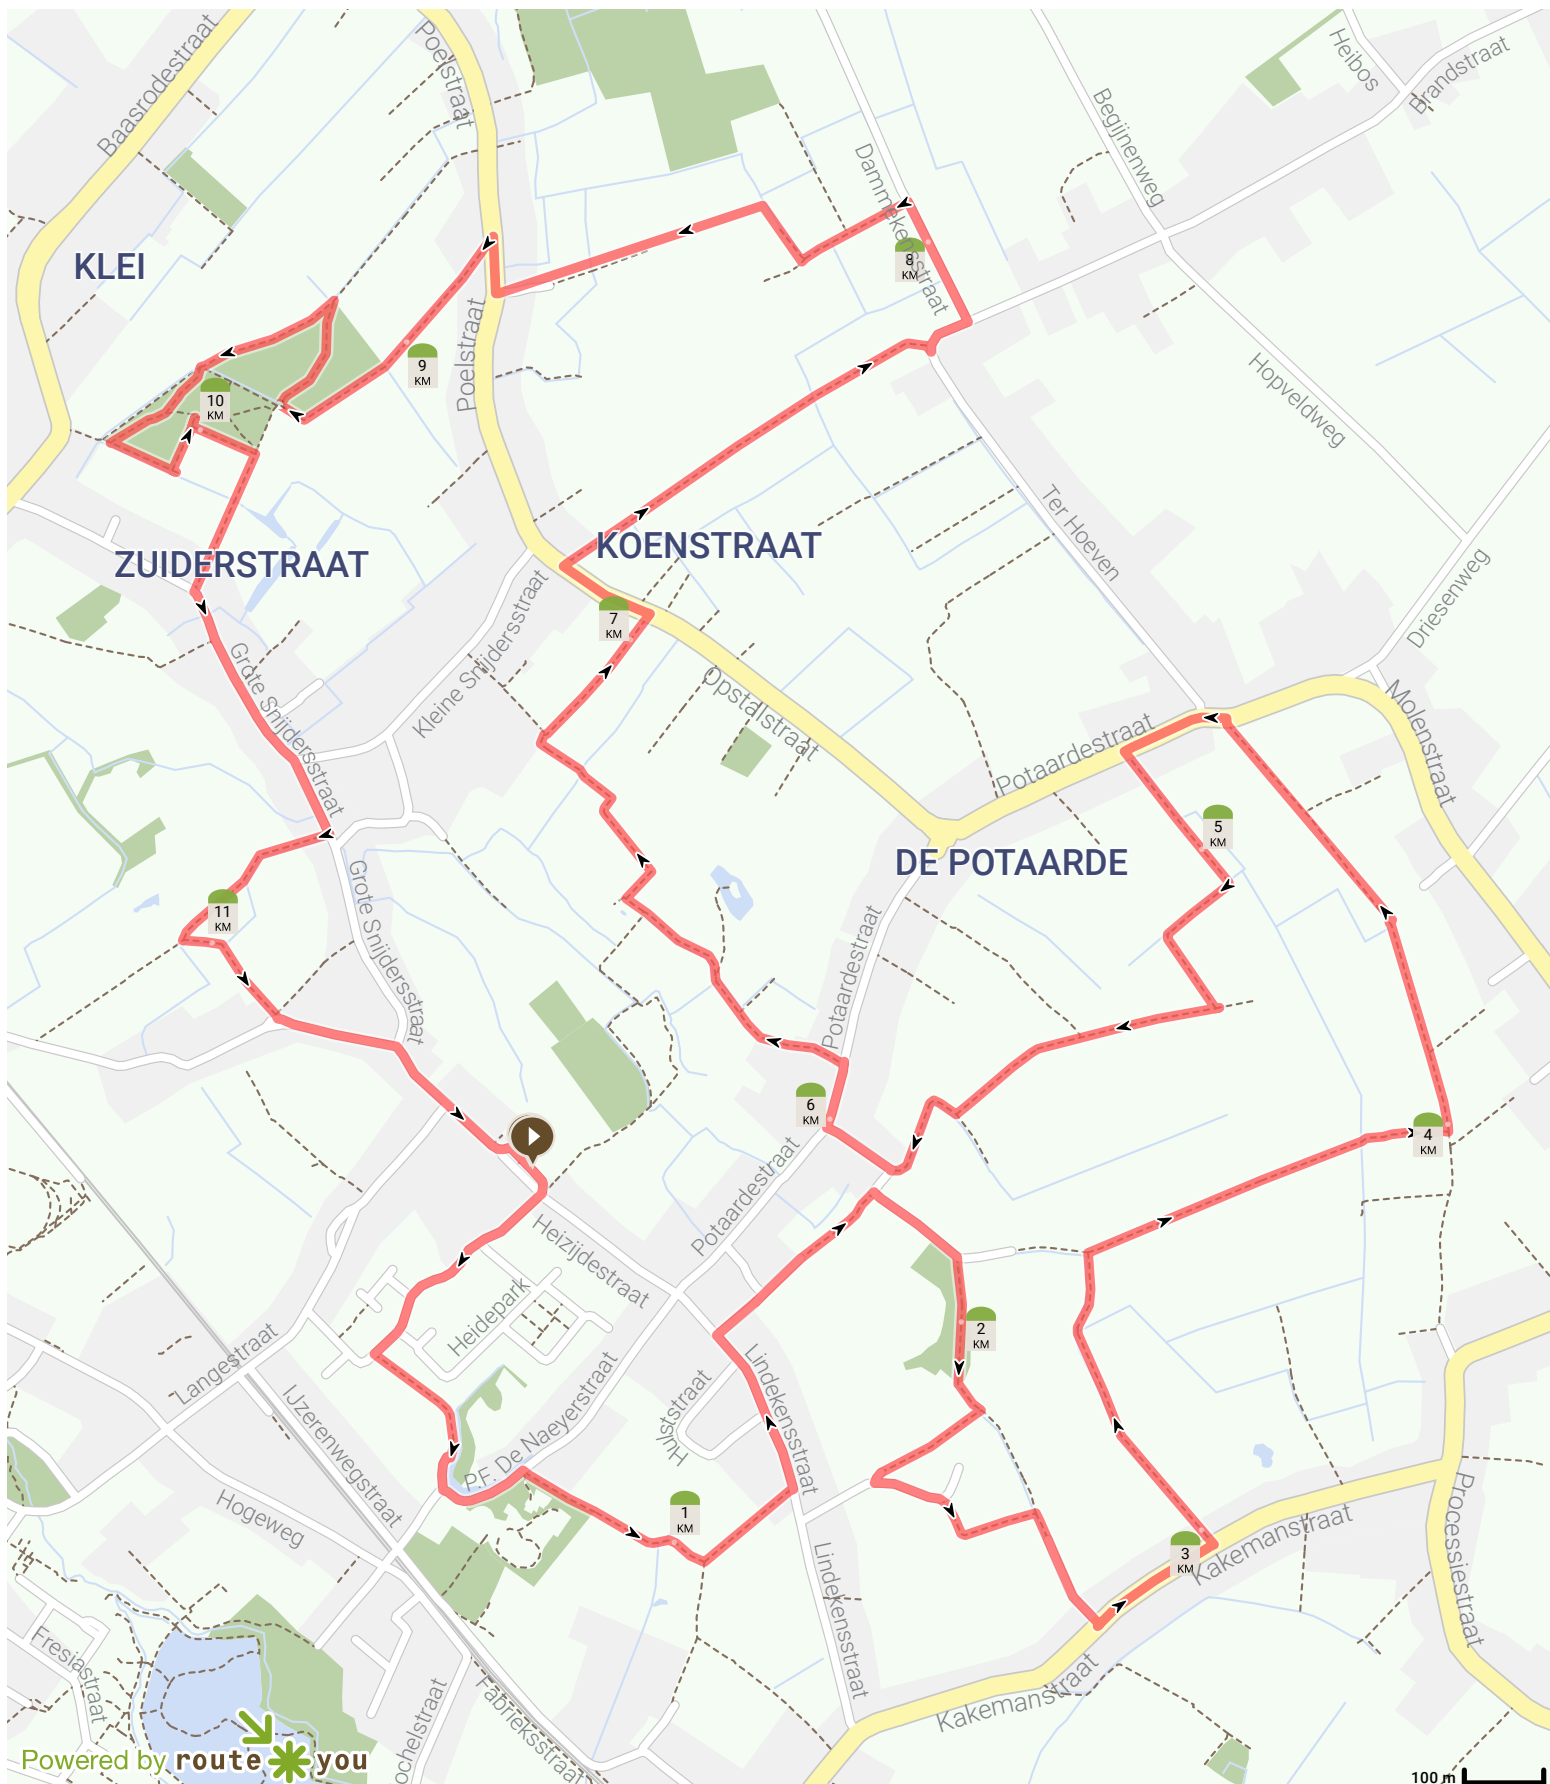 Baasrodestraat
Poelstraat
Heibos
Brandstraat
Begijnenweg
Dammekensstraat
KLEI
8
KM
Poelstraat
9
KM
Hopveldweg
10
KM
Ter Hoeven
KOENSTRAAT
ZUIDERSTRAAT
Driesenweg
7
KM
Kleine Snijdersstraat
Grote Snijdersstraat
Opstalstraat
Molenstraat
Potaardestraat
5
KM
DE POTAARDE
Grote Snijdersstraat
11
KM
Potaardestraat
6
KM
4
KM
Potaardestraat
Heizijdestraat
Heidepark
2
KM
Langestraat
Lindekensstraat
Hulststraat
P.F. De Naeyerstraat
IJzerenwegstraat
Hogeweg
1
KM
Processiestraat
Kakemanstraat
3
KM
Lindekensstraat
Fresiastraat
Kakemanstraat
Fabrieksstraat
ochelstraat
Powered by route you
100 m